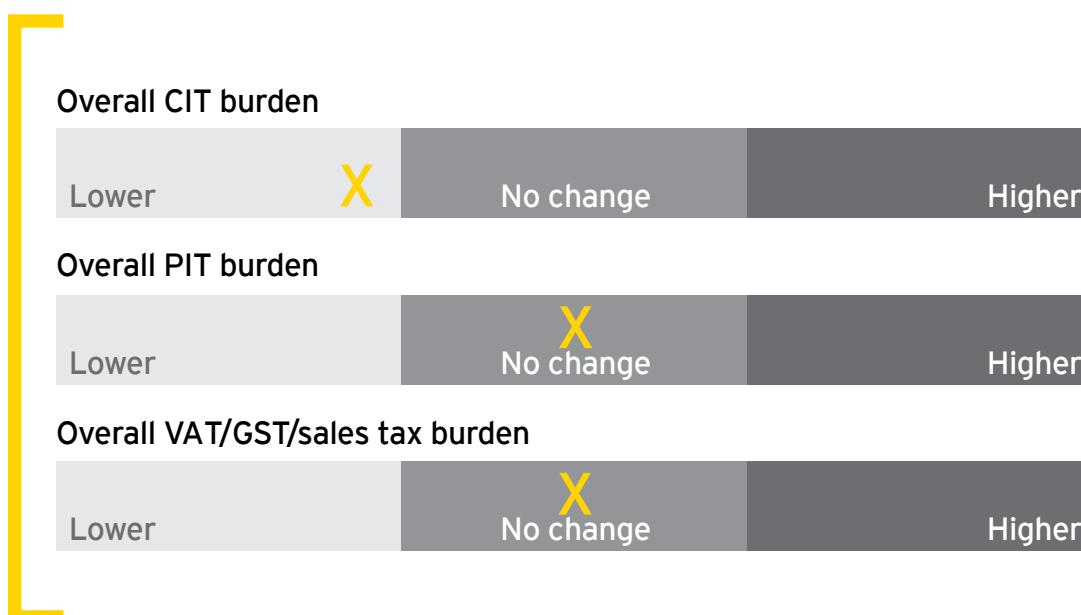 Overall CIT burden
Lower X No change Higher
Overall PIT burden
X
Lower No change Higher
Overall VAT/GST/sales tax burden
X
Lower No change Higher